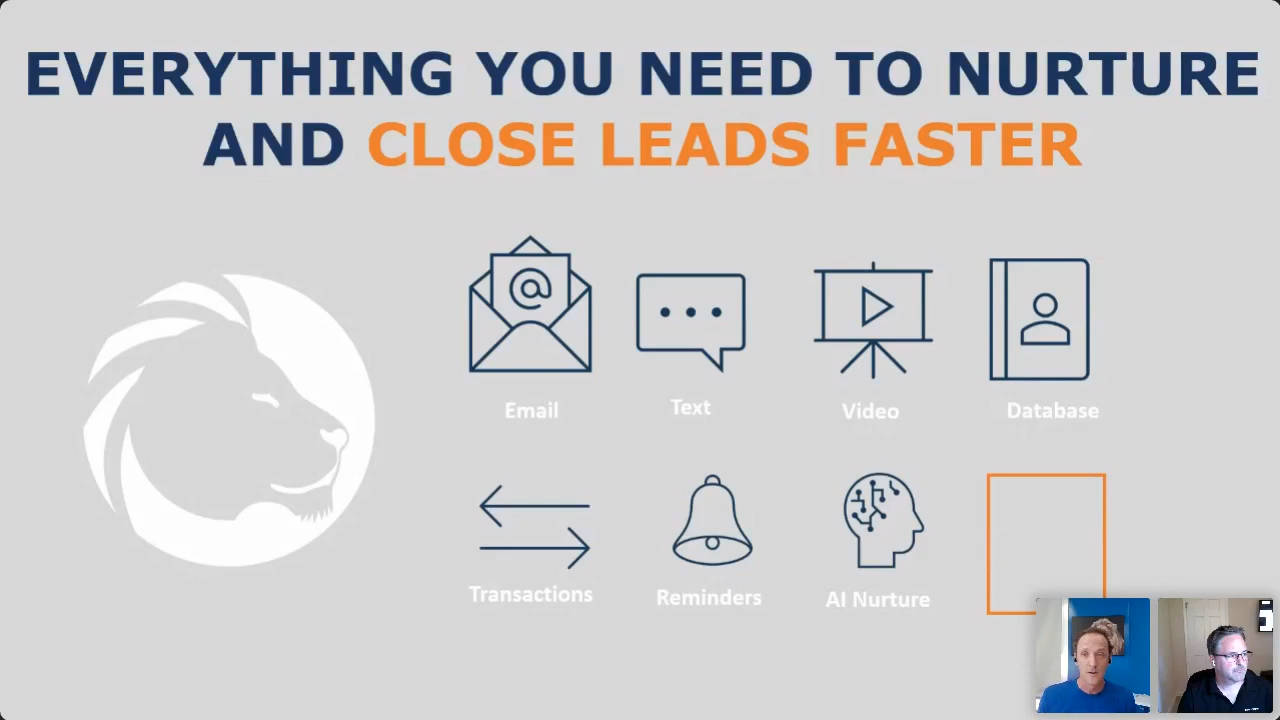 EVERYTHING YOU NEED TO NURTURE
AND CLOSE LEADS FASTER
@
Email
Text
Video
Database
Transactions
Reminders
AI Nurture